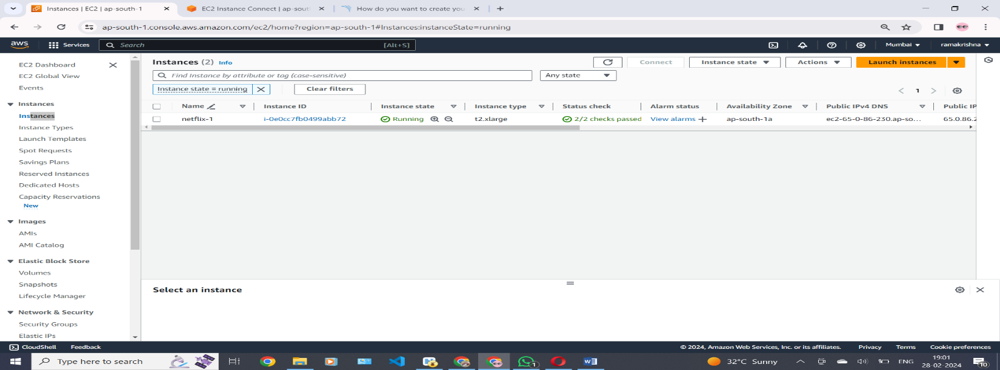 Instances | EC2 | ap-south-1
EC2 Instance Connect | ap-sout
How do you want to create you
ap-south-1.console.aws.amazon.com/ec2/home?region=ap-south-1#Instances:instanceState=running
aws
Services
Search
[Alt+S]
Mumbai
ramakrishna
EC2 Dashboard
EC2 Global View
Events
Instances
Instances
Instance Types
Launch Templates
Spot Requests
Savings Plans
Reserved Instances
Dedicated Hosts
Capacity Reservations
New
Images
AMIs
AMI Catalog
Elastic Block Store
Volumes
Snapshots
Lifecycle Manager
Network & Security
Security Groups
Elastic IPs
Instances (2) Info
Connect
Instance state
Actions
Launch instances
Find Instance by attribute or tag (case-sensitive)
Any state
Instance state = running
Clear filters
1
Name
Instance ID
Instance state
Instance type
Status check
Alarm status
Availability Zone
Public IPv4 DNS
Public IP
netflix-1
i-0e0cc7fb0499abb72
Running
t2.xlarge
2/2 checks passed
View alarms
ap-south-1a
ec2-65-0-86-230.ap-so...
65.0.86.2
Select an instance
CloudShell
Feedback
© 2024, Amazon Web Services, Inc. or its affiliates.
Privacy
Terms
Cookie preferences
Type here to search
1
32°C Sunny
ENG
19:01
28-02-2024
10